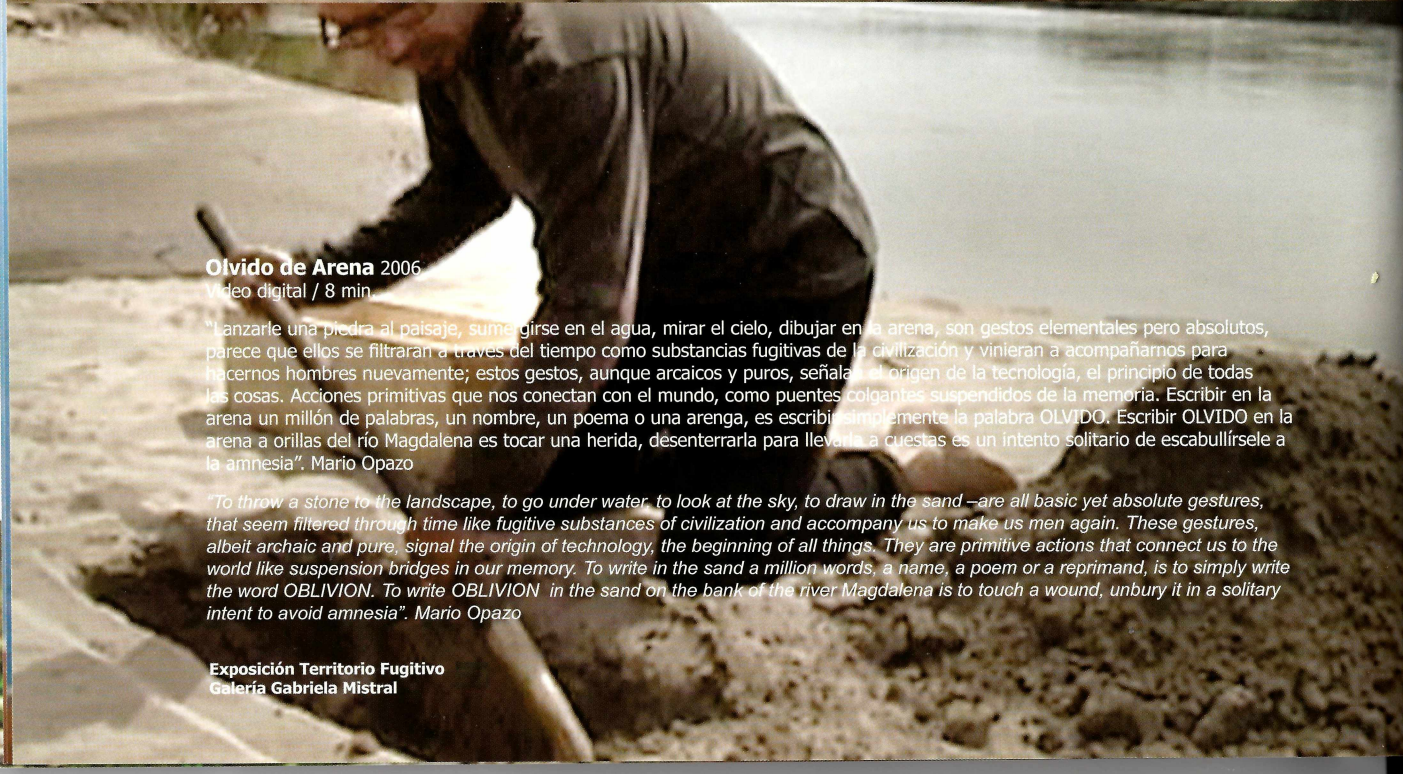 Olvido de Arena 2006
Video digital / 8 min.
“Lanzarle una piedra al paisaje, sumergirse en el agua, mirar el cielo, dibujar en la arena, son gestos elementales pero absolutos,
parece que ellos se filtraran a través del tiempo como substancias fugitivas de la civilización y vinieran a acompañarnos para
hacernos hombres nuevamente; estos gestos, aunque arcaicos y puros, señalan el origen de la tecnología, el principio de todas
las cosas. Acciones primitivas que nos conectan con el mundo, como puentes colgantes suspendidos de la memoria. Escribir en la
arena un millón de palabras, un nombre, un poema o una arenga, es escribir simplemente la palabra OLVIDO. Escribir OLVIDO en la
arena a orillas del río Magdalena es tocar una herida, desenterrarla para llevarla a cuestas es un intento solitario de escabullírsele a
la amnesia”. Mario Opazo
“To throw a stone to the landscape, to go under water, to look at the sky, to draw in the sand –are all basic yet absolute gestures,
that seem filtered through time like fugitive substances of civilization and accompany us to make us men again. These gestures,
albeit archaic and pure, signal the origin of technology, the beginning of all things. They are primitive actions that connect us to the
world like suspension bridges in our memory. To write in the sand a million words, a name, a poem or a reprimand, is to simply write
the word OBLIVION. To write OBLIVION in the sand on the bank of the river Magdalena is to touch a wound, unbury it in a solitary
intent to avoid amnesia”. Mario Opazo
Exposición Territorio Fugitivo
Galería Gabriela Mistral